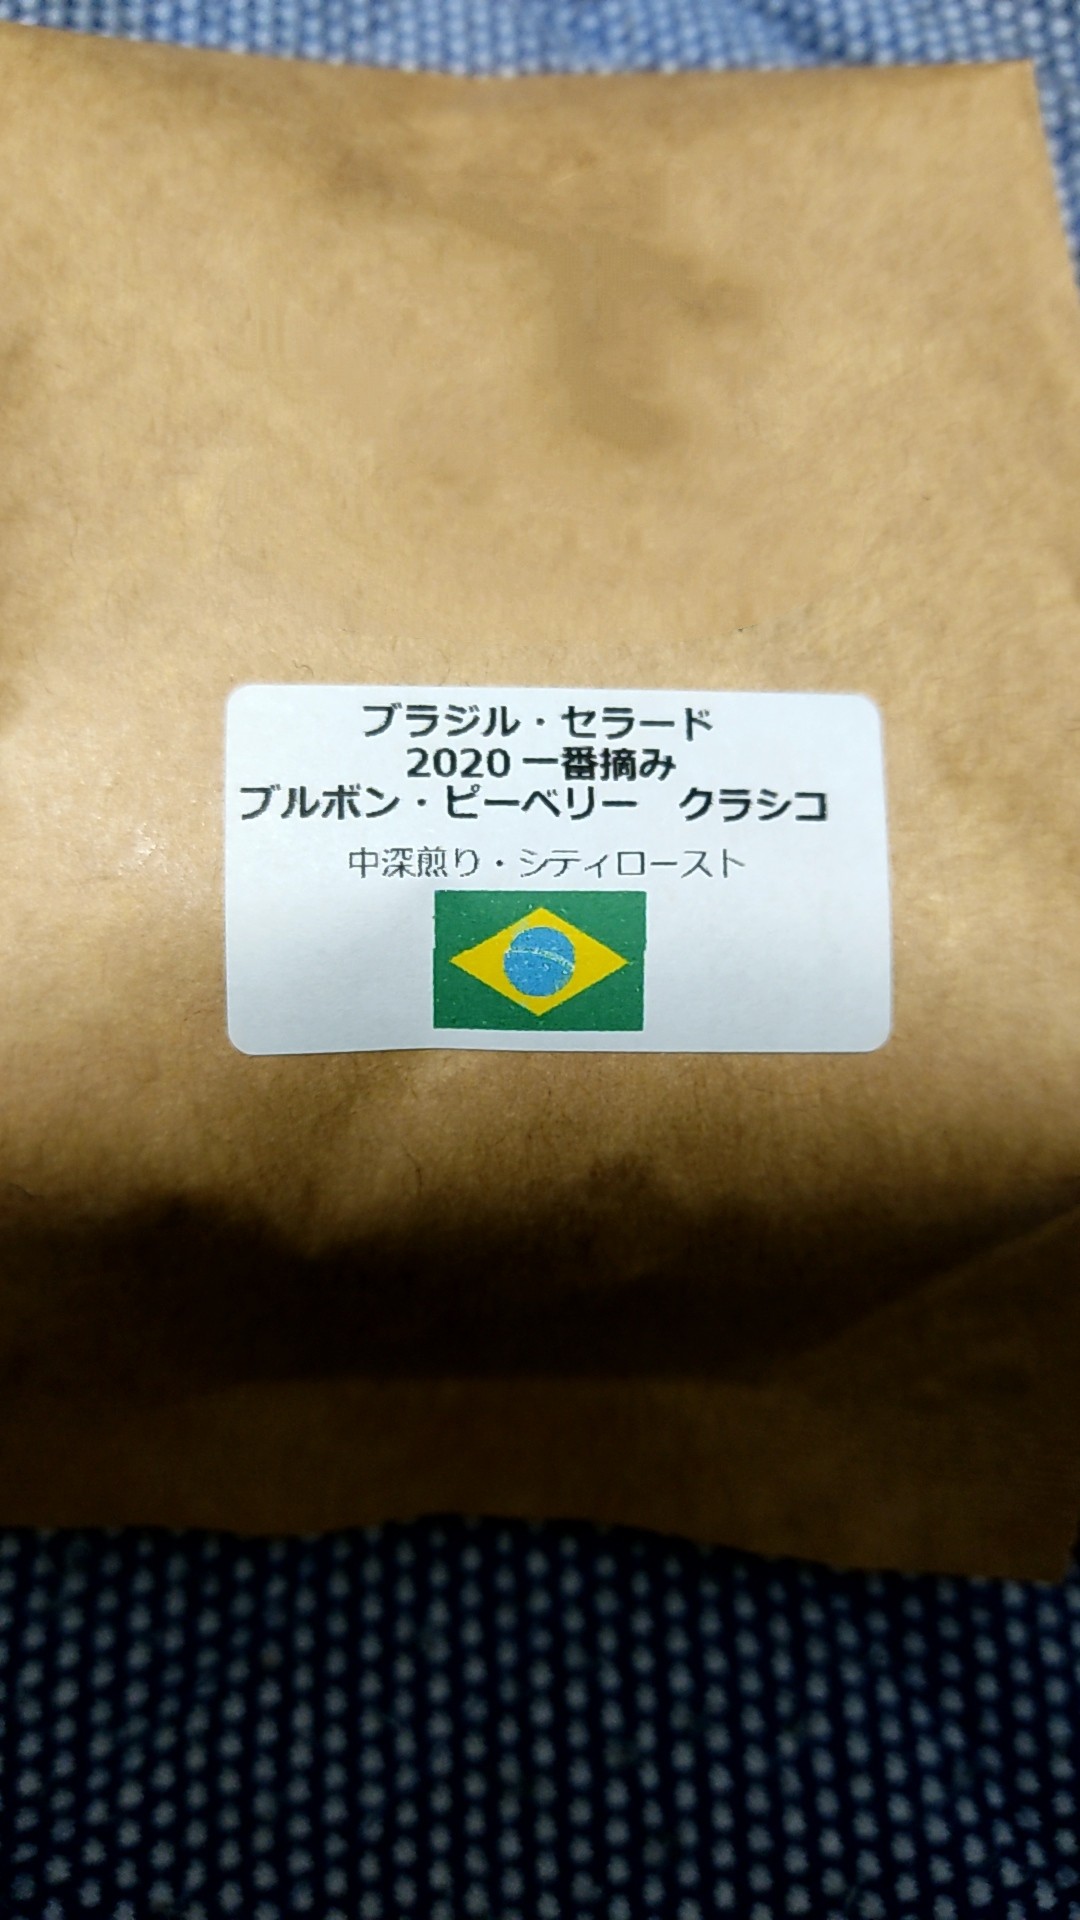 ブラジル・セラード
2020 一番摘み
ブルボン・ピーベリー　クラシコ
中深煎り・シティロースト